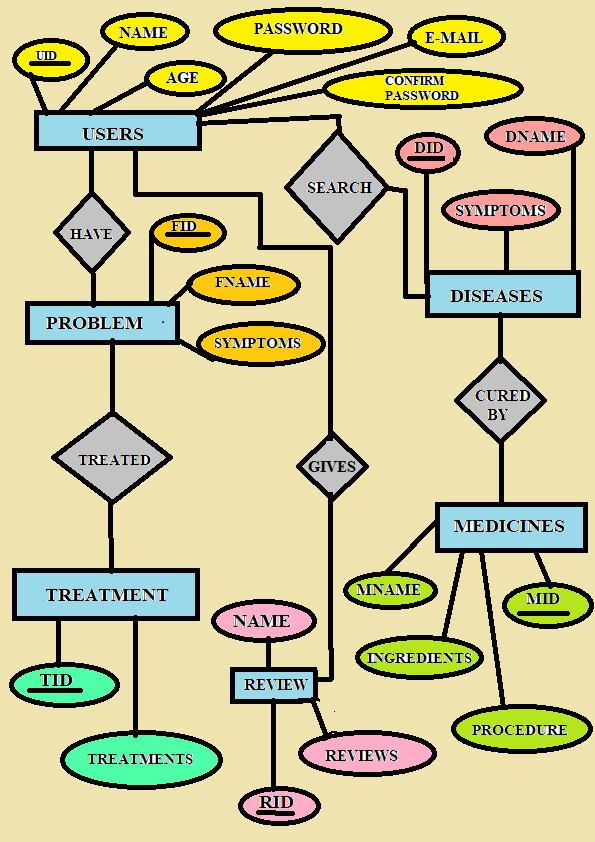 NAME
PASSWORD
E-MAIL
UID
AGE
CONFIRM
PASSWORD
USERS
DID
DNAME
SEARCH
SYMPTOMS
HAVE
FID
FNAME
DISEASES
PROBLEM
SYMPTOMS
CURED
BY
TREATED
GIVES
MEDICINES
TREATMENT
MNAME
MID
NAME
INGREDIENTS
TID
REVIEW
PROCEDURE
TREATMENTS
REVIEWS
RID